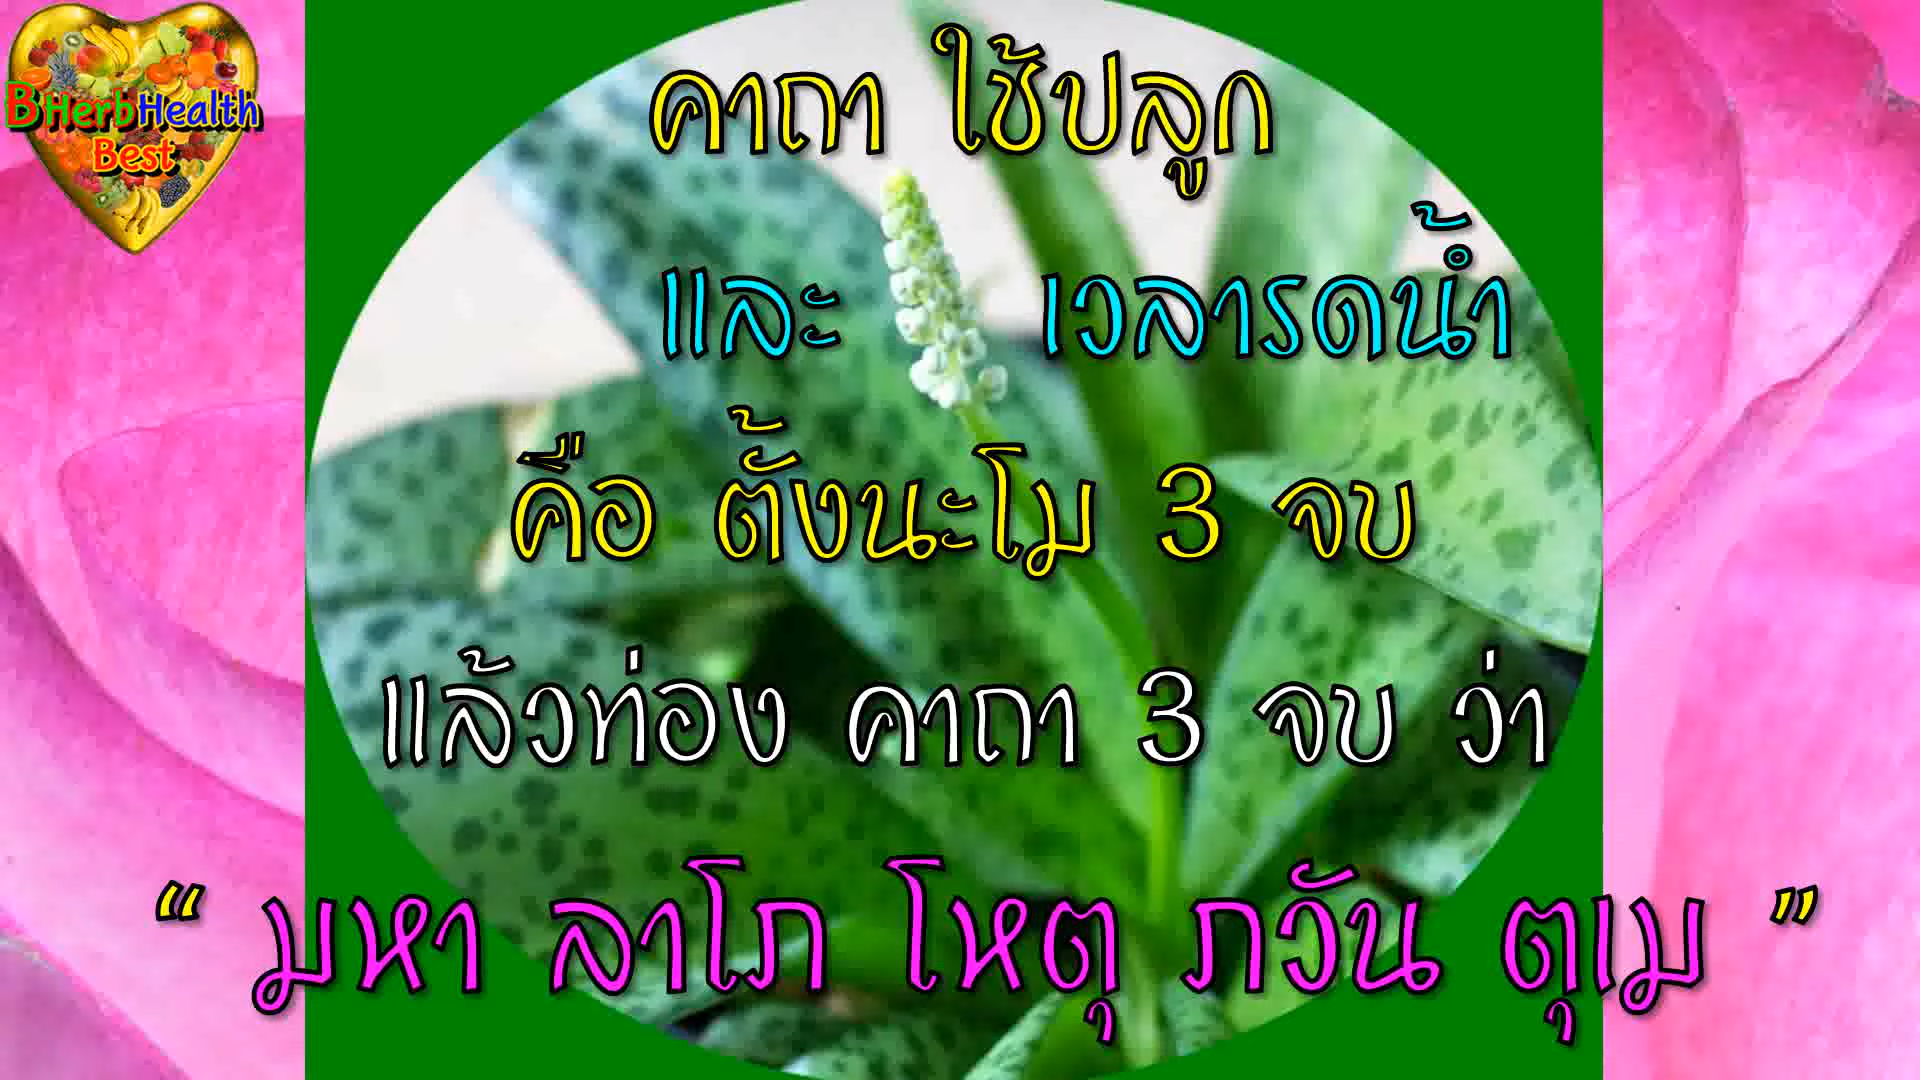 BHerbHealth
Best
คาถา ใช้ปลูก
และ เวลารดน้ำ
คือ ตั้งนะโม 3 จบ
แล้วท่อง คาถา 3 จบ ว่า
“ มหา ลาโภ โหตุ ภวัน ตุเม ”